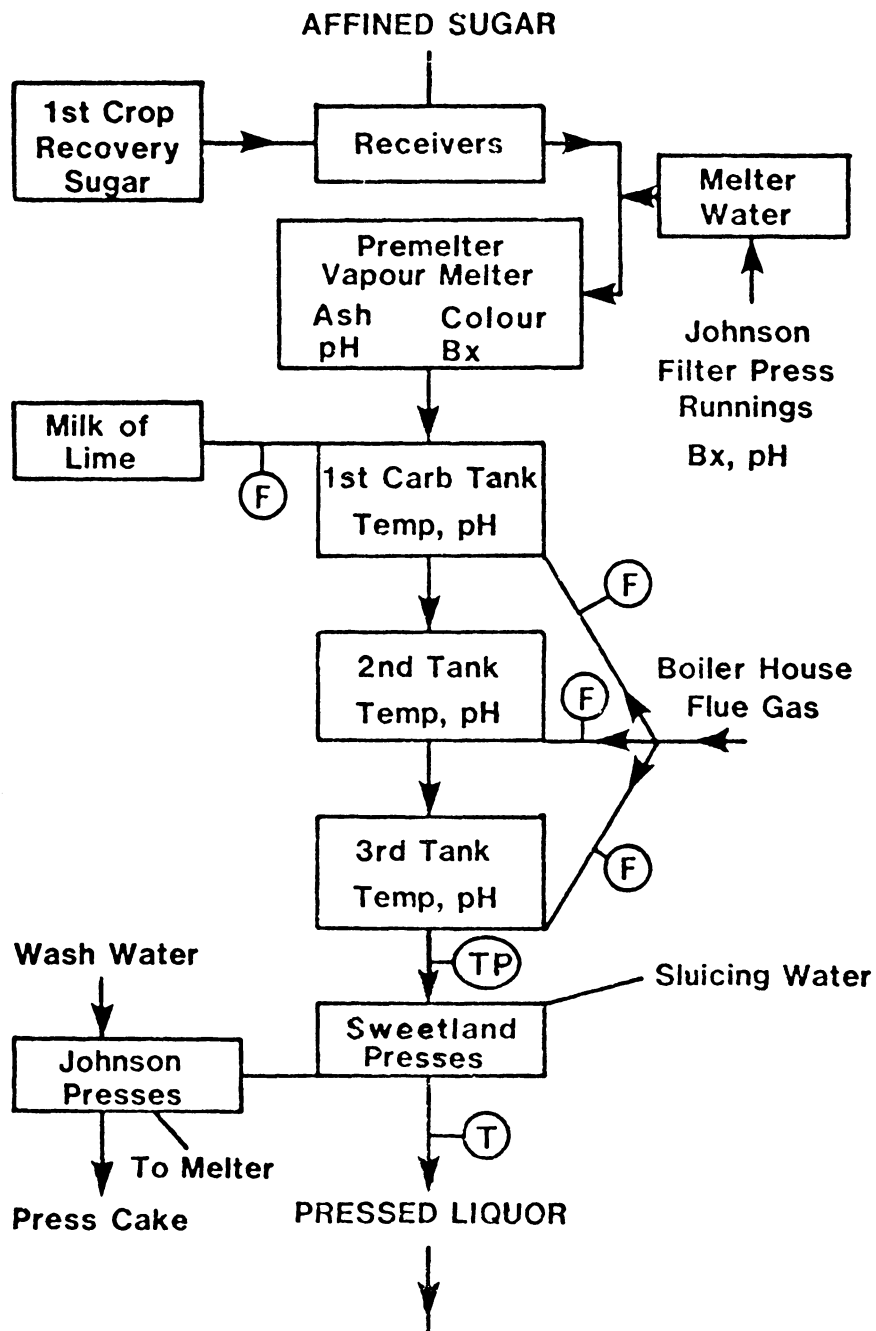 AFFINED SUGAR
1st Crop
Recovery
Sugar
Receivers
Melter
Water
Premelter
Vapour Melter
Ash Colour
pH Bx
Johnson
Filter Press
Runnings
Bx, pH
Milk of
Lime
F
1st Carb Tank
Temp, pH
F
2nd Tank
Temp, pH
F
Boiler House
Flue Gas
3rd Tank
Temp, pH
F
TP
Wash Water
Sluicing Water
Sweetland
Presses
Johnson
Presses
T
To Melter
Press Cake
PRESSED LIQUOR